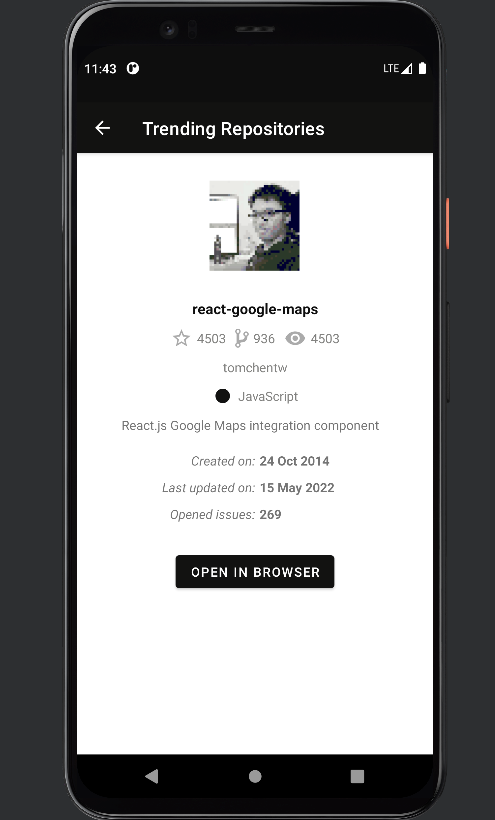 11:43 LTE
Trending Repositories
react-google-maps
4503 936 4503
tomchentw
JavaScript
React.js Google Maps integration component
Created on: 24 Oct 2014
Last updated on: 15 May 2022
Opened issues: 269
OPEN IN BROWSER